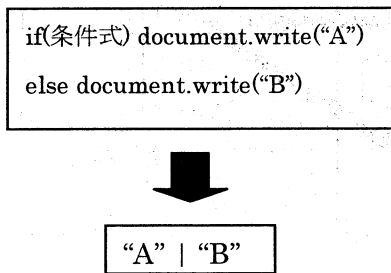 if(条件式) document.write(“A”)
else document.write(“B”)
“A” | “B”